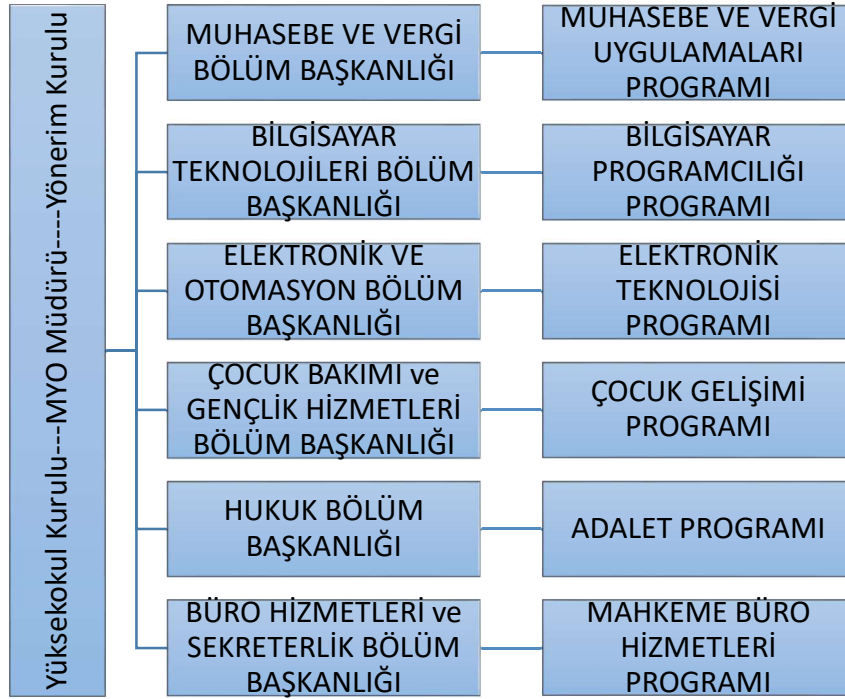 Yüksekokul Kurulu---MYO Müdürü----Yönerim Kurulu
MUHASEBE VE VERGİ
BÖLÜM BAŞKANLIĞI
MUHASEBE VE VERGİ
UYGULAMALARI
PROGRAMI
BİLGİSAYAR
TEKNOLOJİLERİ BÖLÜM
BAŞKANLIĞI
BİLGİSAYAR
PROGRAMCILIĞI
PROGRAMI
ELEKTRONİK VE
OTOMASYON BÖLÜM
BAŞKANLIĞI
ELEKTRONİK
TEKNOLOJİSİ
PROGRAMI
ÇOCUK BAKIMI ve
GENÇLİK HİZMETLERİ
BÖLÜM BAŞKANLIĞI
ÇOCUK GELİŞİMİ
PROGRAMI
HUKUK BÖLÜM
BAŞKANLIĞI
ADALET PROGRAMI
BÜRO HİZMETLERİ ve
SEKRETERLİK BÖLÜM
BAŞKANLIĞI
MAHKEME BÜRO
HİZMETLERİ
PROGRAMI